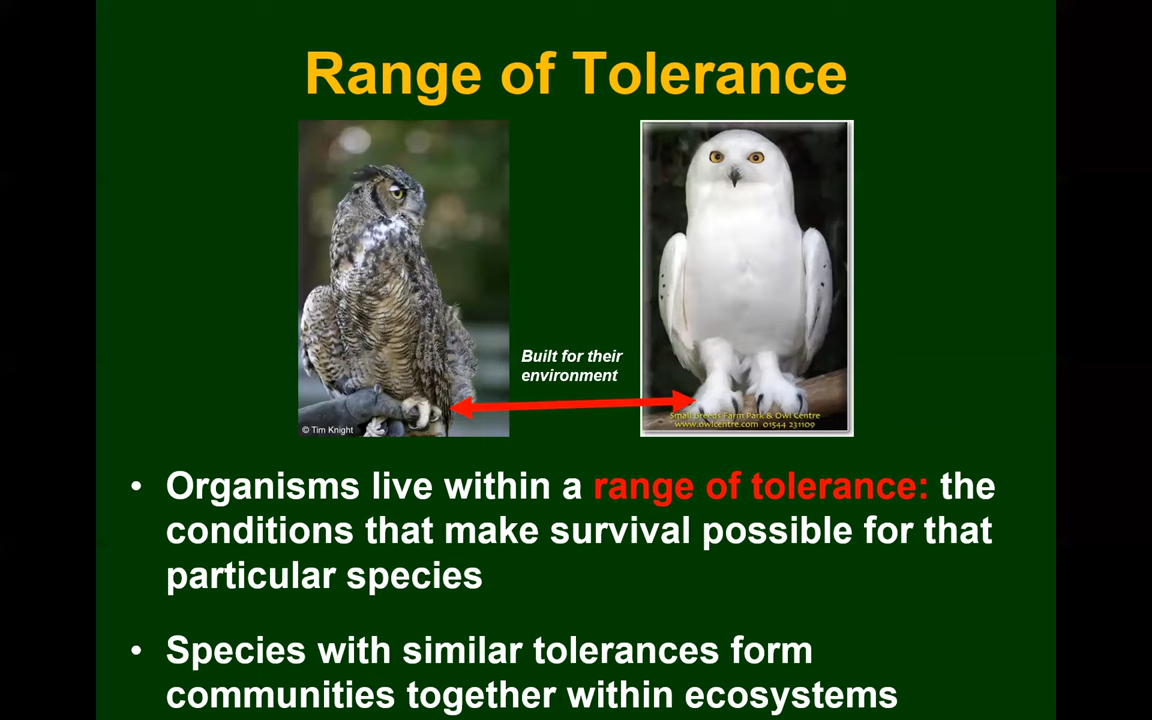 Range of Tolerance
Built for their
environment
© Tim Knight
Small Breeds Farm Park & Owl Centre
www.owlcentre.com 01544 231109
• Organisms live within a range of tolerance: the
conditions that make survival possible for that
particular species
• Species with similar tolerances form
communities together within ecosystems